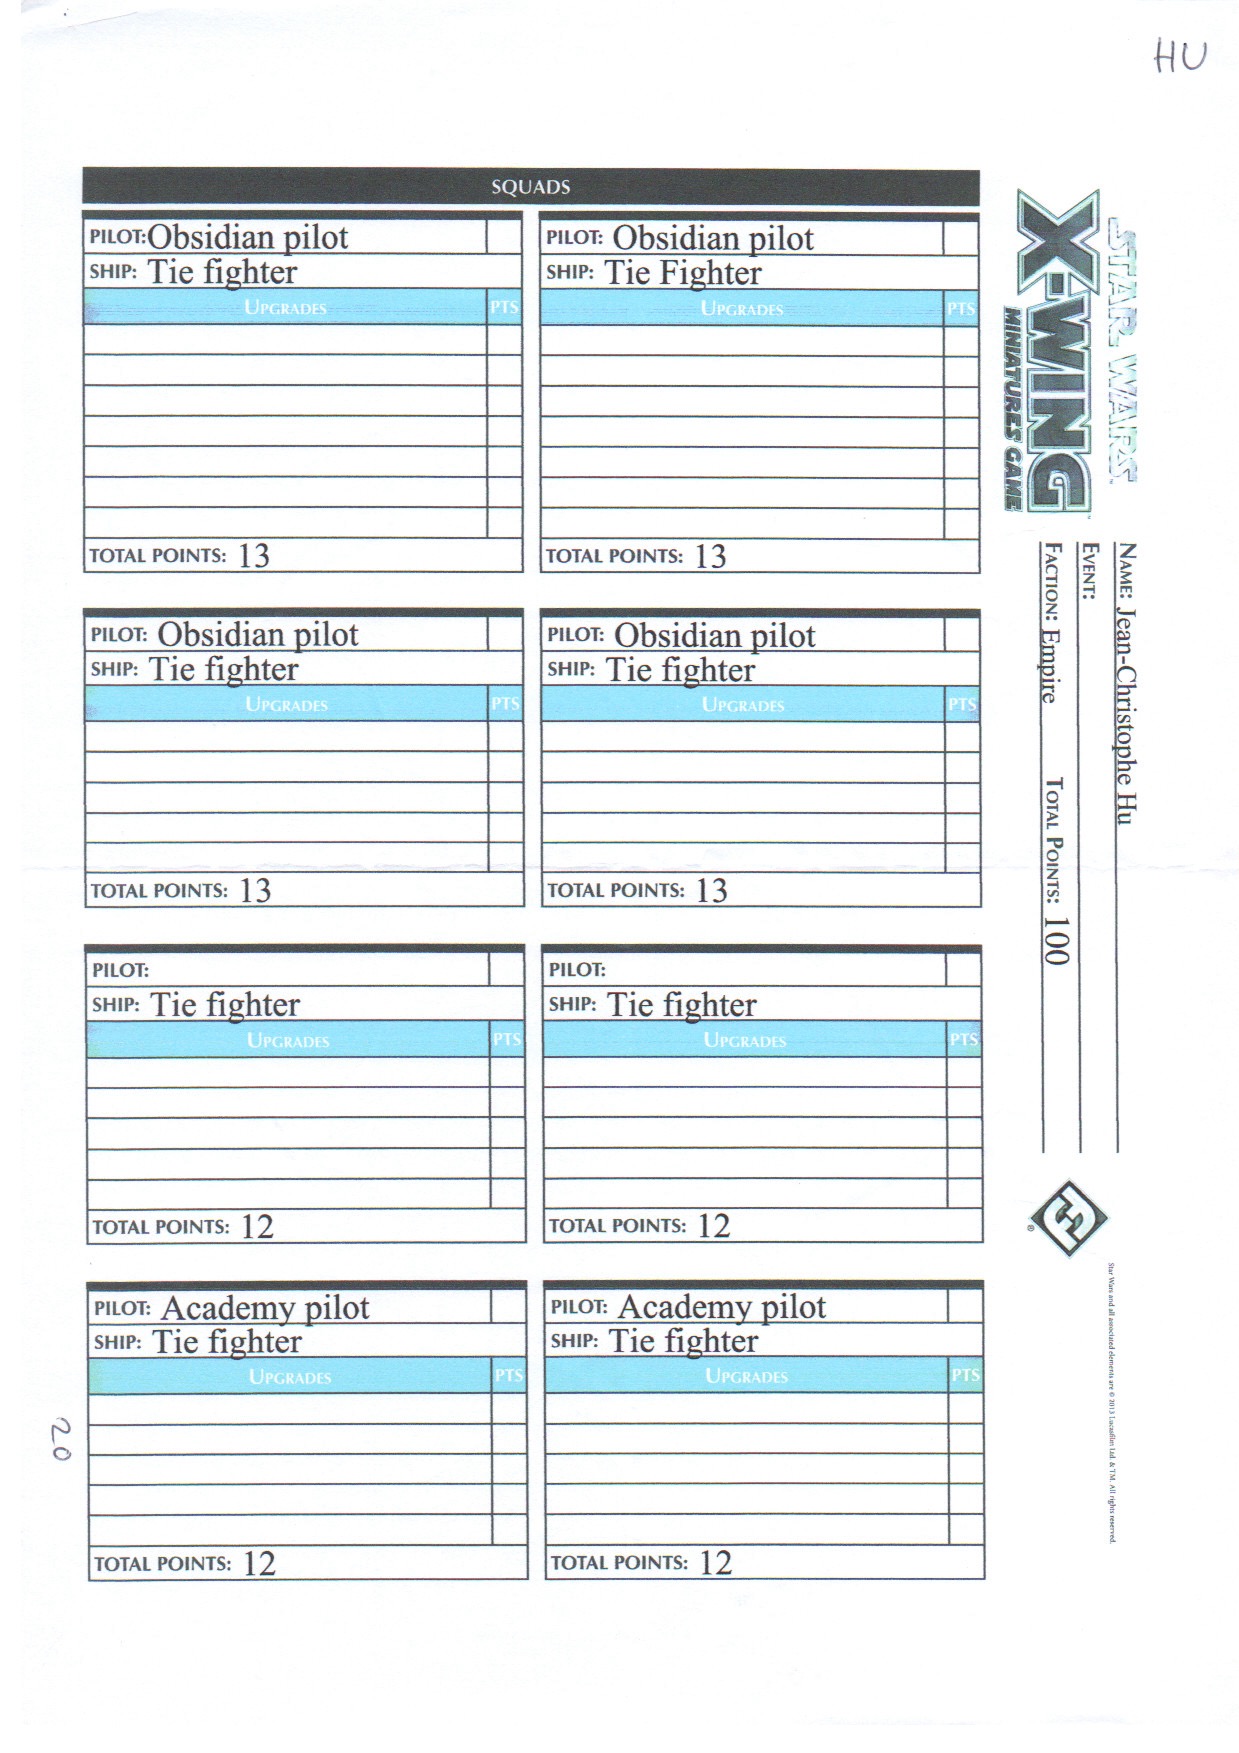 HU
SQUADS
PILOT: Obsidian pilot
SHIP: Tie fighter
UPGRADES PTS
TOTAL POINTS: 13
PILOT: Obsidian pilot
SHIP: Tie Fighter
UPGRADES PTS
TOTAL POINTS: 13
PILOT: Obsidian pilot
SHIP: Tie fighter
UPGRADES PTS
TOTAL POINTS: 13
PILOT: Obsidian pilot
SHIP: Tie fighter
UPGRADES PTS
TOTAL POINTS: 13
PILOT:
SHIP: Tie fighter
UPGRADES PTS
TOTAL POINTS: 12
PILOT:
SHIP: Tie fighter
UPGRADES PTS
TOTAL POINTS: 12
PILOT: Academy pilot
SHIP: Tie fighter
UPGRADES PTS
TOTAL POINTS: 12
PILOT: Academy pilot
SHIP: Tie fighter
UPGRADES PTS
TOTAL POINTS: 12
20
STAR WARS™
X-WING™
MINIATURES GAME
NAME: Jean-Christophe Hu
EVENT:
FACTION: Empire TOTAL POINTS: 100
®
Star Wars and all associated elements are © 2013 Lucasfilm Ltd. & TM. All rights reserved.